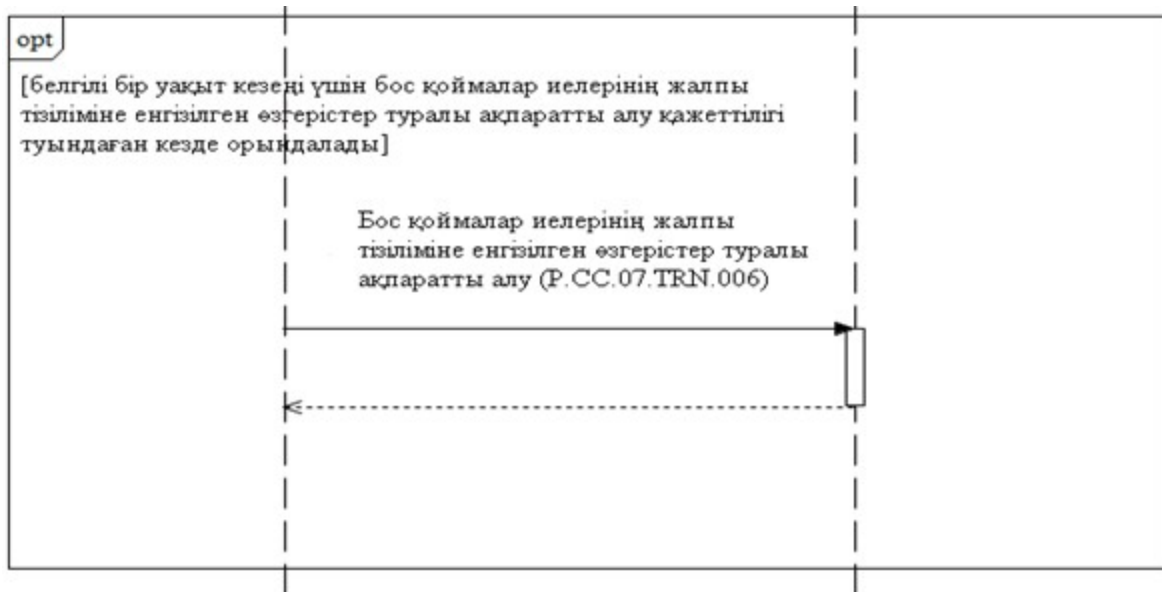 opt
[белгілі бір уақыт кезеңі үшін бос қоймалар иелерінің жалпы
тізіліміне енгізілген өзгерістер туралы ақпаратты алу қажеттілігі
туындаған кезде орындалады]
Бос қоймалар иелерінің жалпы
тізіліміне енгізілген өзгерістер туралы
ақпаратты алу (P.CC.07.TRN.006)